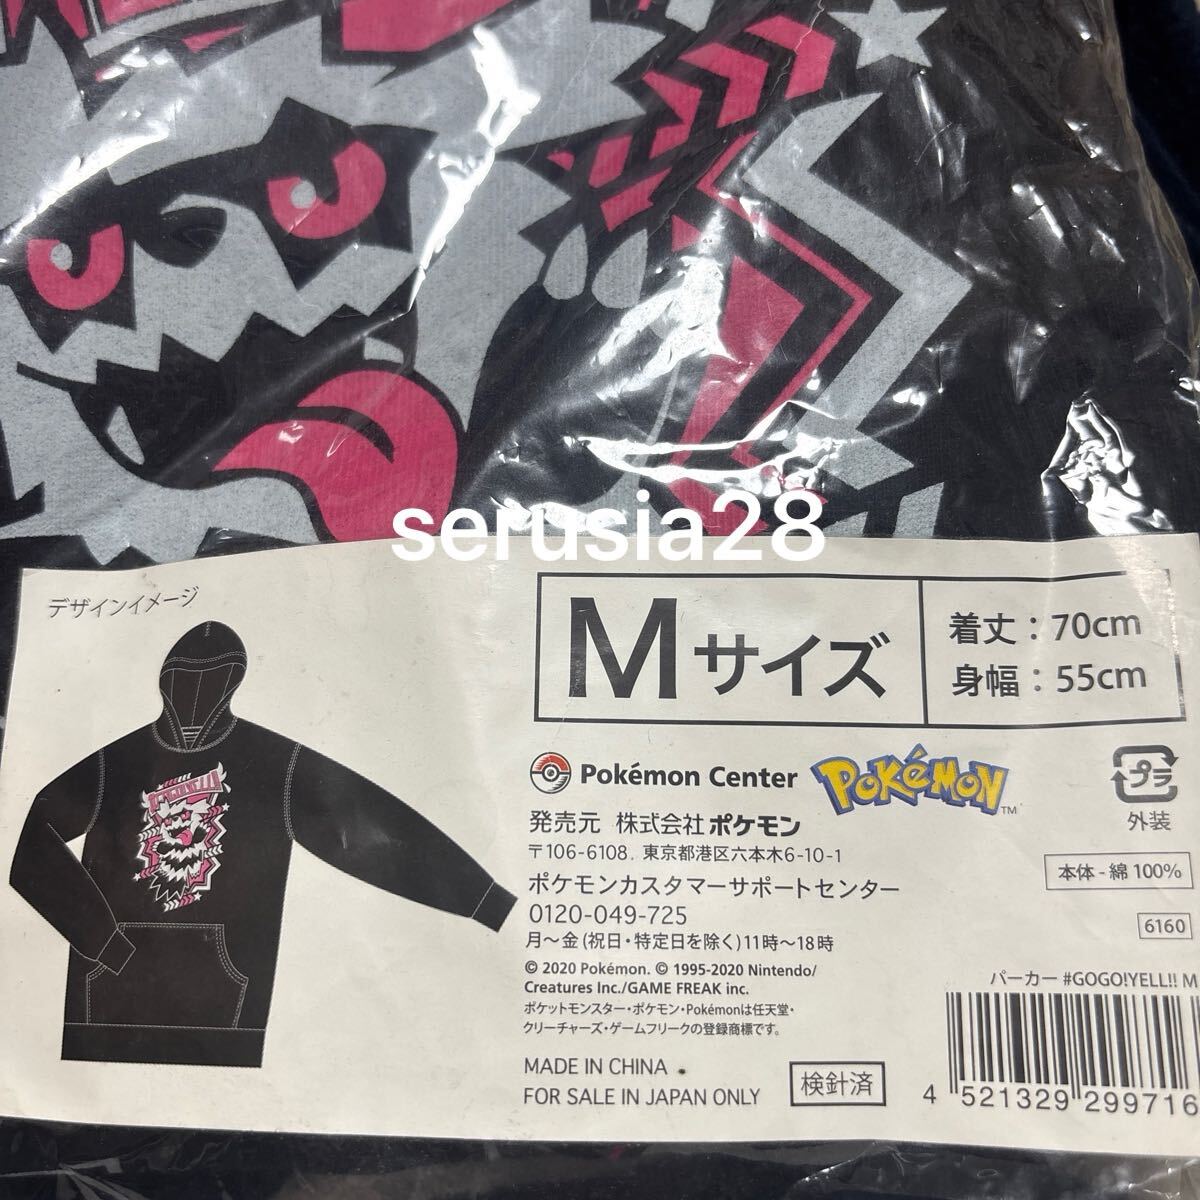 serusia28
デザインイメージ
Mサイズ
着丈：70cm
身幅：55cm
Pokémon Center
POKéMON™
プラ
外装
発売元 株式会社ポケモン
〒106-6108, 東京都港区六本木6-10-1
ポケモンカスタマーサポートセンター
0120-049-725
月〜金(祝日・特定日を除く)11時〜18時
本体-綿100%
6160
© 2020 Pokémon. © 1995-2020 Nintendo/
Creatures Inc./GAME FREAK inc.
ポケットモンスター・ポケモン・Pokémonは任天堂・
クリーチャーズ・ゲームフリークの登録商標です。
パーカー #GOGO!YELL!! M
MADE IN CHINA
FOR SALE IN JAPAN ONLY
検針済
4 521329 299716